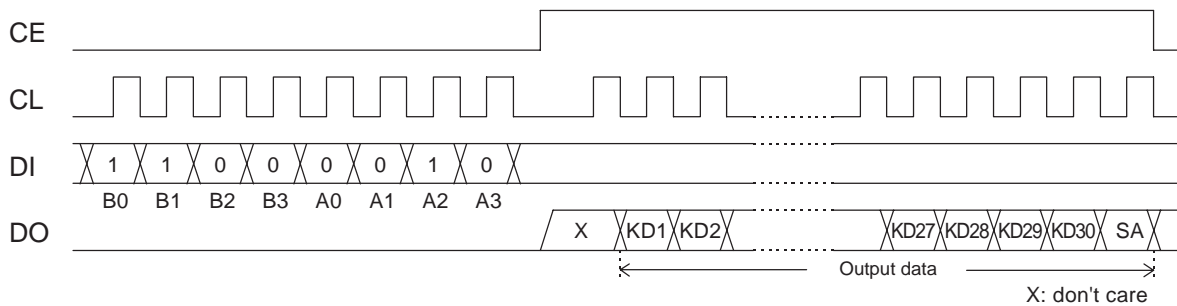 CE
CL
DI 1 1 0 0 0 0 1 0
B0 B1 B2 B3 A0 A1 A2 A3
DO X KD1 KD2 KD27 KD28 KD29 KD30 SA
Output data
X: don't care